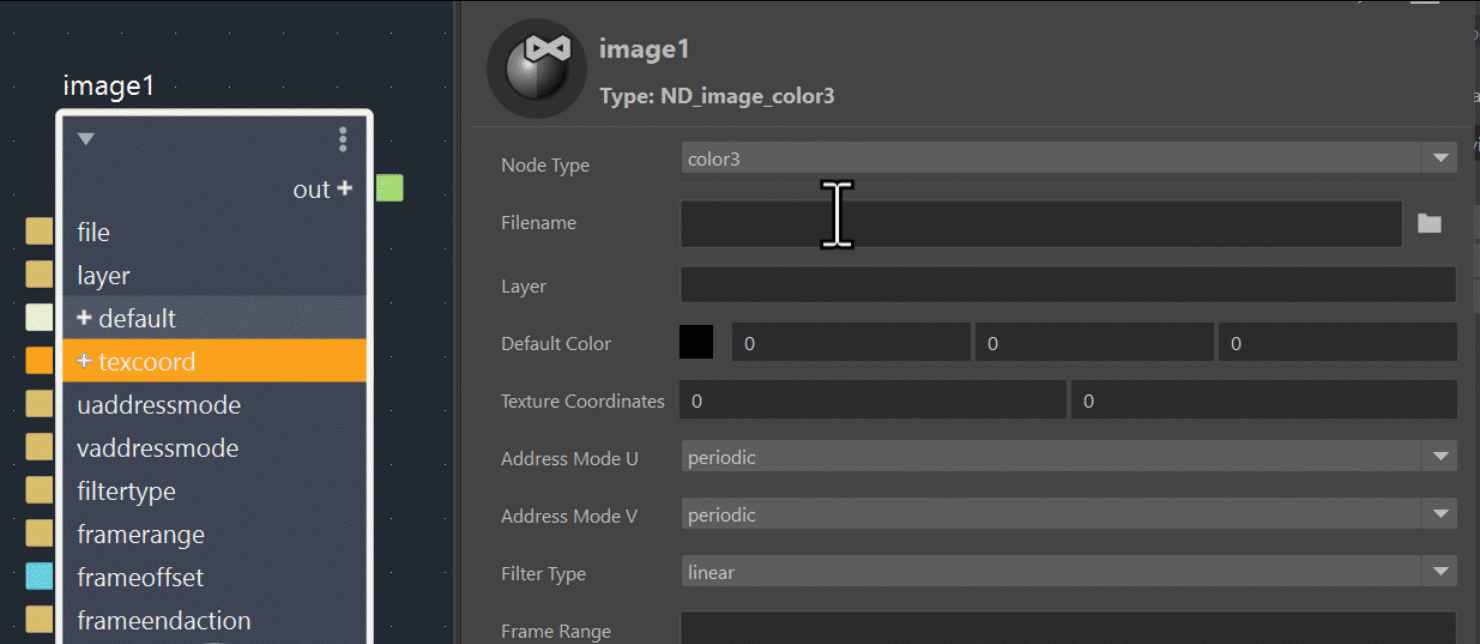 image1
out +
file
layer
+ default
+ texcoord
uaddressmode
vaddressmode
filtertype
framerange
frameoffset
frameendaction
image1
Type: ND_image_color3
Node Type color3
Filename
Layer
Default Color 0 0 0
Texture Coordinates 0 0
Address Mode U periodic
Address Mode V periodic
Filter Type linear
Frame Range